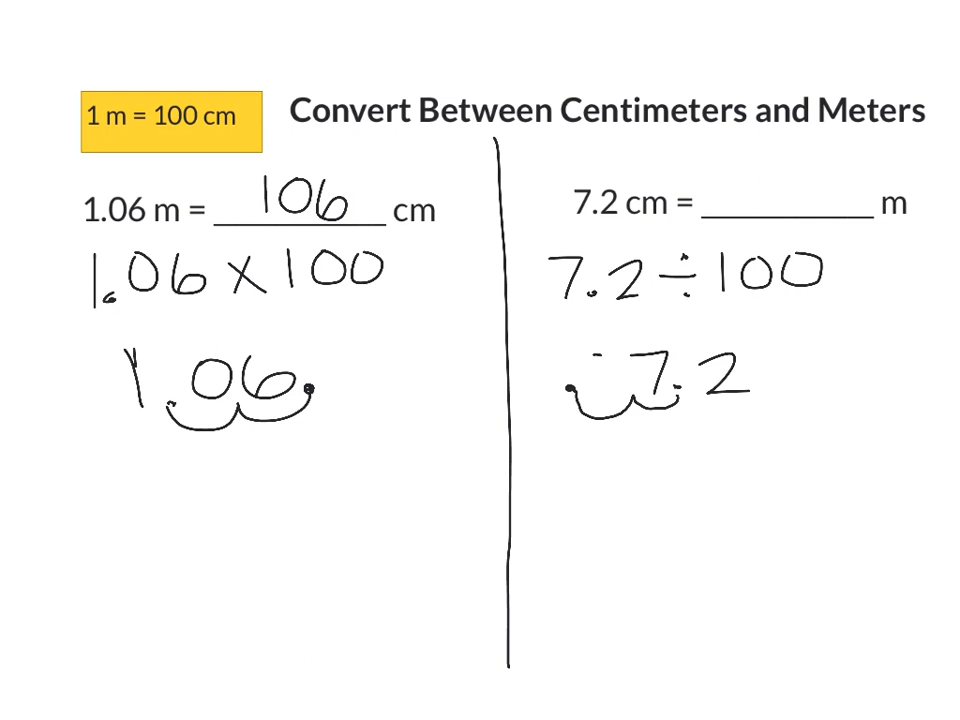 1 m = 100 cm
Convert Between Centimeters and Meters
1.06 m = 106 cm
1.06 × 100
1.06.
7.2 cm = __________ m
7.2 ÷ 100
. 7.2